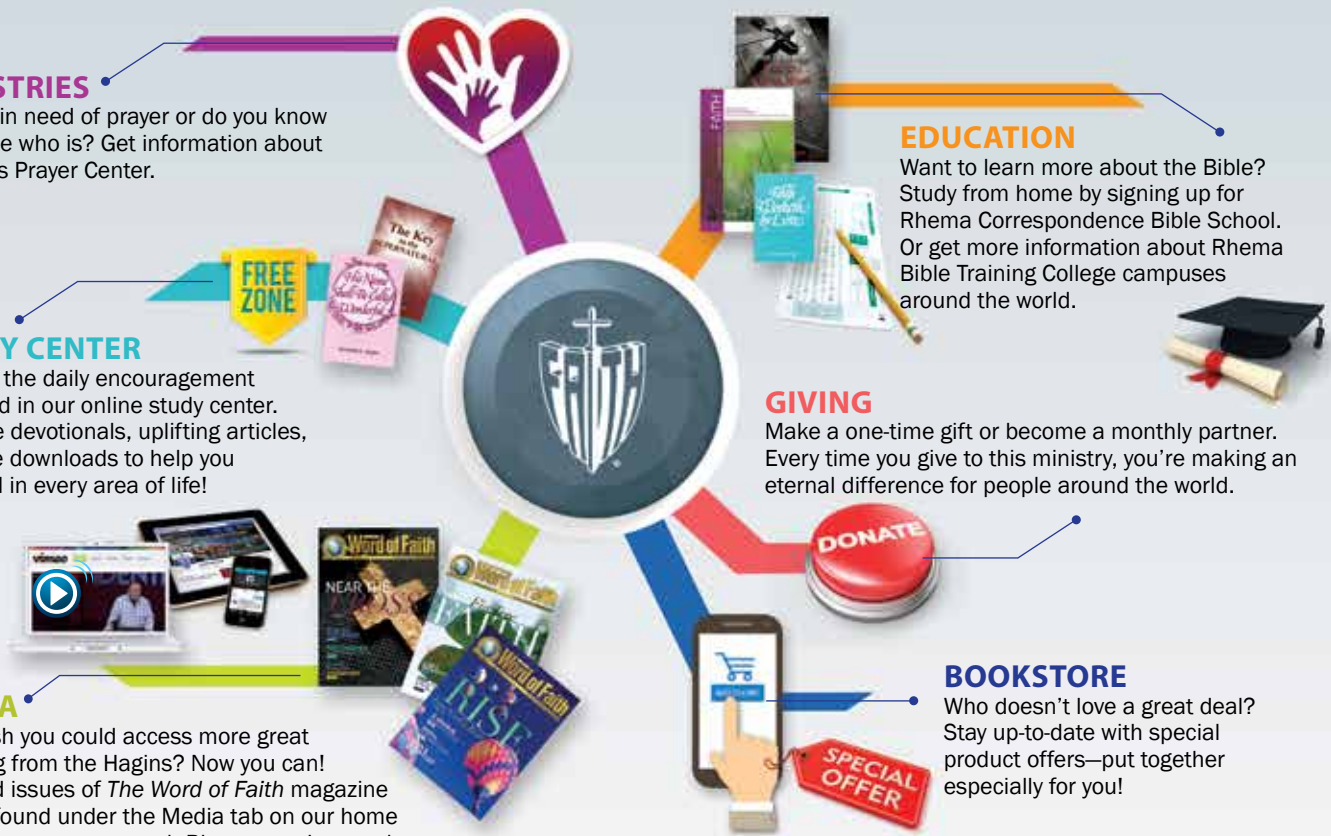 STRIES
in need of prayer or do you know
e who is? Get information about
s Prayer Center.
FREE
ZONE
The Key
to the
SUPERNATURAL
Y CENTER
the daily encouragement
d in our online study center.
e devotionals, uplifting articles,
e downloads to help you
d in every area of life!
vimeo
Word of Faith
NEAR THE
CROSS
Word of Faith
FAITH
Word of Faith
RISE
A
sh you could access more great
g from the Hagins? Now you can!
d issues of The Word of Faith magazine
found under the Media tab on our home
FAITH
FAITH
EDUCATION
Want to learn more about the Bible?
Study from home by signing up for
Rhema Correspondence Bible School.
Or get more information about Rhema
Bible Training College campuses
around the world.
GIVING
Make a one-time gift or become a monthly partner.
Every time you give to this ministry, you’re making an
eternal difference for people around the world.
DONATE
BOOKSTORE
Who doesn’t love a great deal?
Stay up-to-date with special
product offers—put together
especially for you!
SPECIAL
OFFER